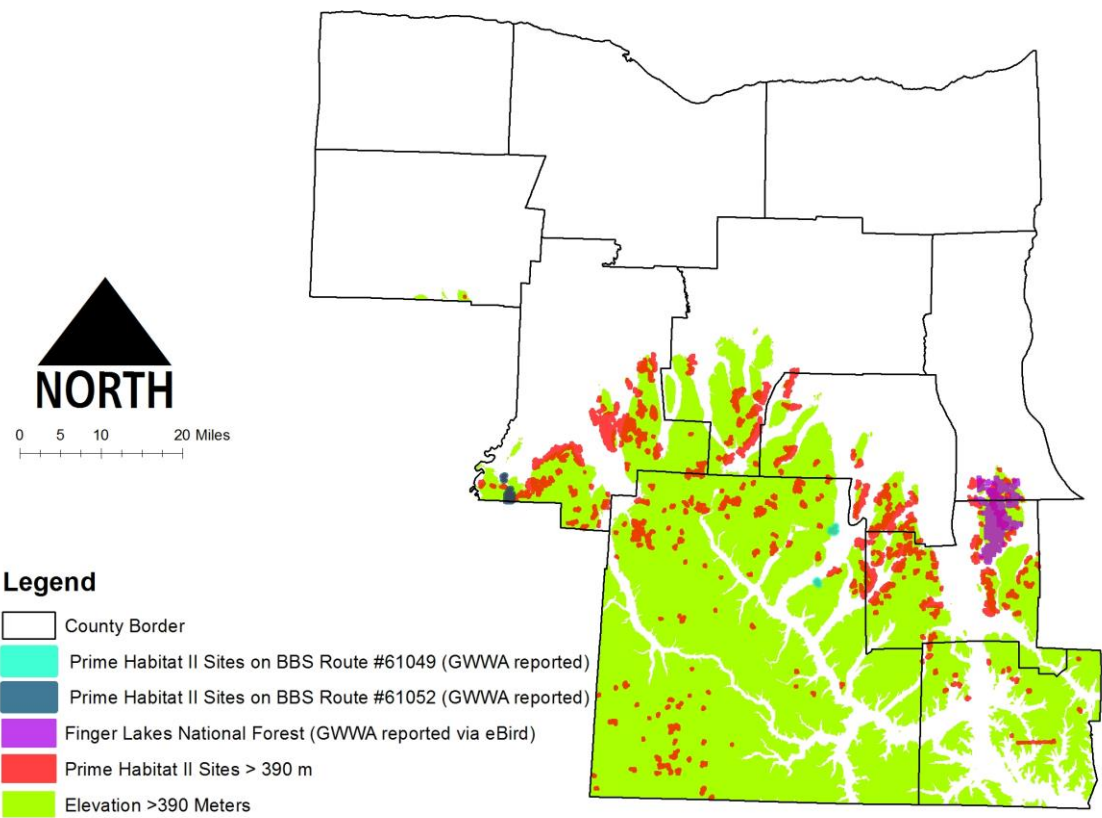 NORTH
0 5 10 20 Miles
Legend
County Border
Prime Habitat II Sites on BBS Route #61049 (GWWA reported)
Prime Habitat II Sites on BBS Route #61052 (GWWA reported)
Finger Lakes National Forest (GWWA reported via eBird)
Prime Habitat II Sites > 390 m
Elevation >390 Meters